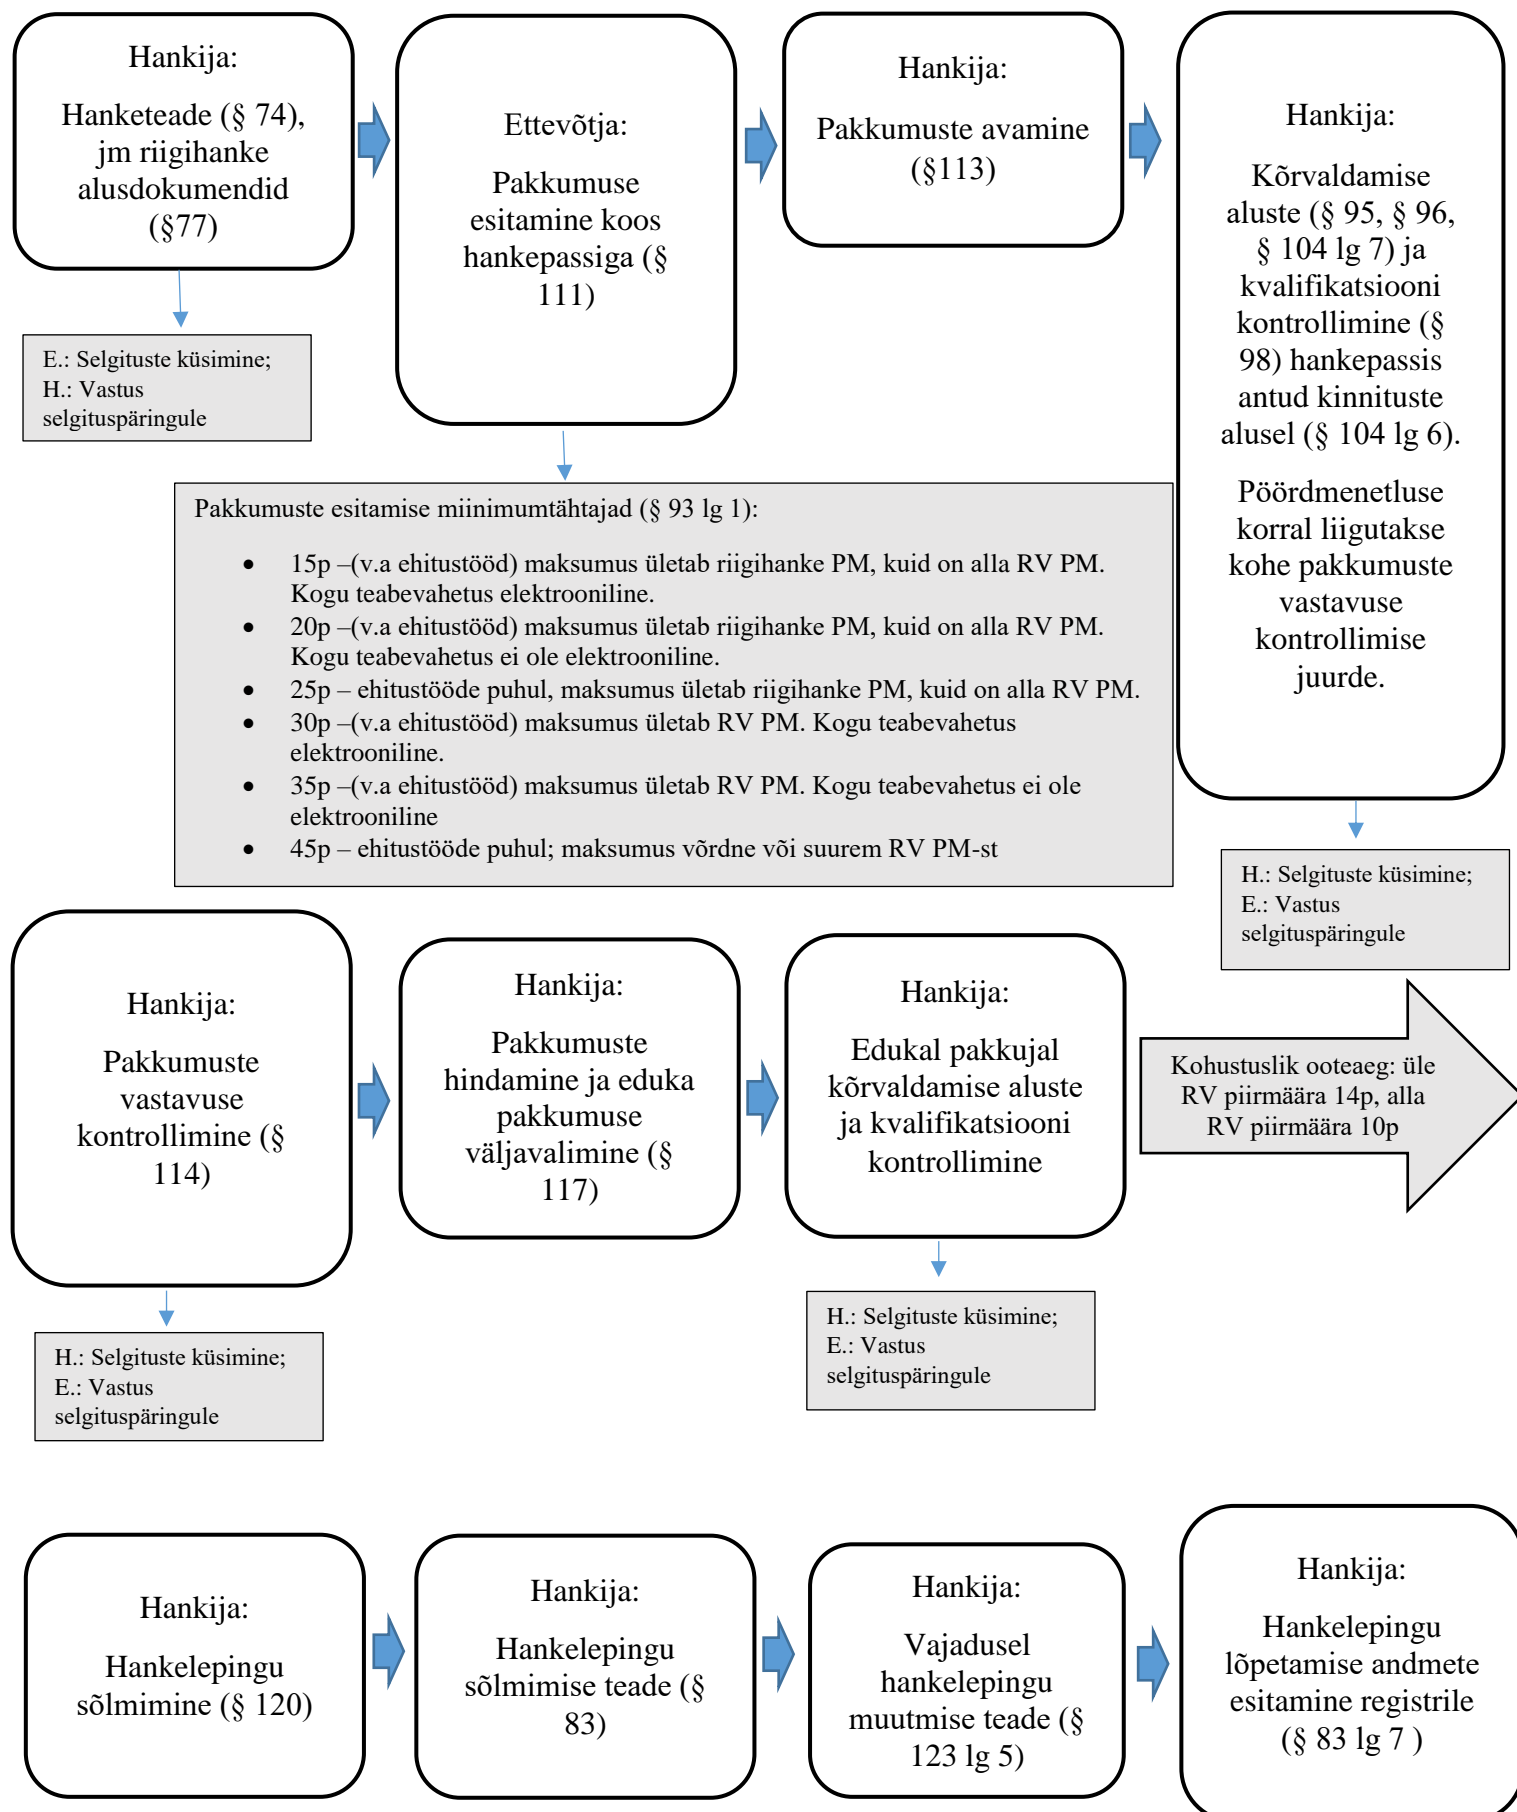 Hankija:
Hanketeade (§ 74),
jm riigihanke
alusdokumendid
(§77)
Ettevõtja:
Pakkumuse
esitamine koos
hankepassiga (§
111)
Hankija:
Pakkumuste avamine
(§113)
Hankija:
Kõrvaldamise
aluste (§ 95, § 96,
§ 104 lg 7) ja
kvalifikatsiooni
kontrollimine (§
98) hankepassis
antud kinnituste
alusel (§ 104 lg 6).
Pöördmenetluse
korral liigutakse
kohe pakkumuste
vastavuse
kontrollimise
juurde.
E.: Selgituste küsimine;
H.: Vastus
selgituspäringule
Pakkumuste esitamise miinimumtähtajad (§ 93 lg 1):
• 15p –(v.a ehitustööd) maksumus ületab riigihanke PM, kuid on alla RV PM.
Kogu teabevahetus elektrooniline.
• 20p –(v.a ehitustööd) maksumus ületab riigihanke PM, kuid on alla RV PM.
Kogu teabevahetus ei ole elektrooniline.
• 25p – ehitustööde puhul, maksumus ületab riigihanke PM, kuid on alla RV PM.
• 30p –(v.a ehitustööd) maksumus ületab RV PM. Kogu teabevahetus
elektrooniline.
• 35p –(v.a ehitustööd) maksumus ületab RV PM. Kogu teabevahetus ei ole
elektrooniline
• 45p – ehitustööde puhul; maksumus võrdne või suurem RV PM-st
H.: Selgituste küsimine;
E.: Vastus
selgituspäringule
Hankija:
Pakkumuste
vastavuse
kontrollimine (§
114)
Hankija:
Pakkumuste
hindamine ja eduka
pakkumuse
väljavalimine (§
117)
Hankija:
Edukal pakkujal
kõrvaldamise aluste
ja kvalifikatsiooni
kontrollimine
Kohustuslik ooteaeg: üle
RV piirmäära 14p, alla
RV piirmäära 10p
H.: Selgituste küsimine;
E.: Vastus
selgituspäringule
H.: Selgituste küsimine;
E.: Vastus
selgituspäringule
Hankija:
Hankelepingu
sõlmimine (§ 120)
Hankija:
Hankelepingu
sõlmimise teade (§
83)
Hankija:
Vajadusel
hankelepingu
muutmise teade (§
123 lg 5)
Hankija:
Hankelepingu
lõpetamise andmete
esitamine registrile
(§ 83 lg 7 )